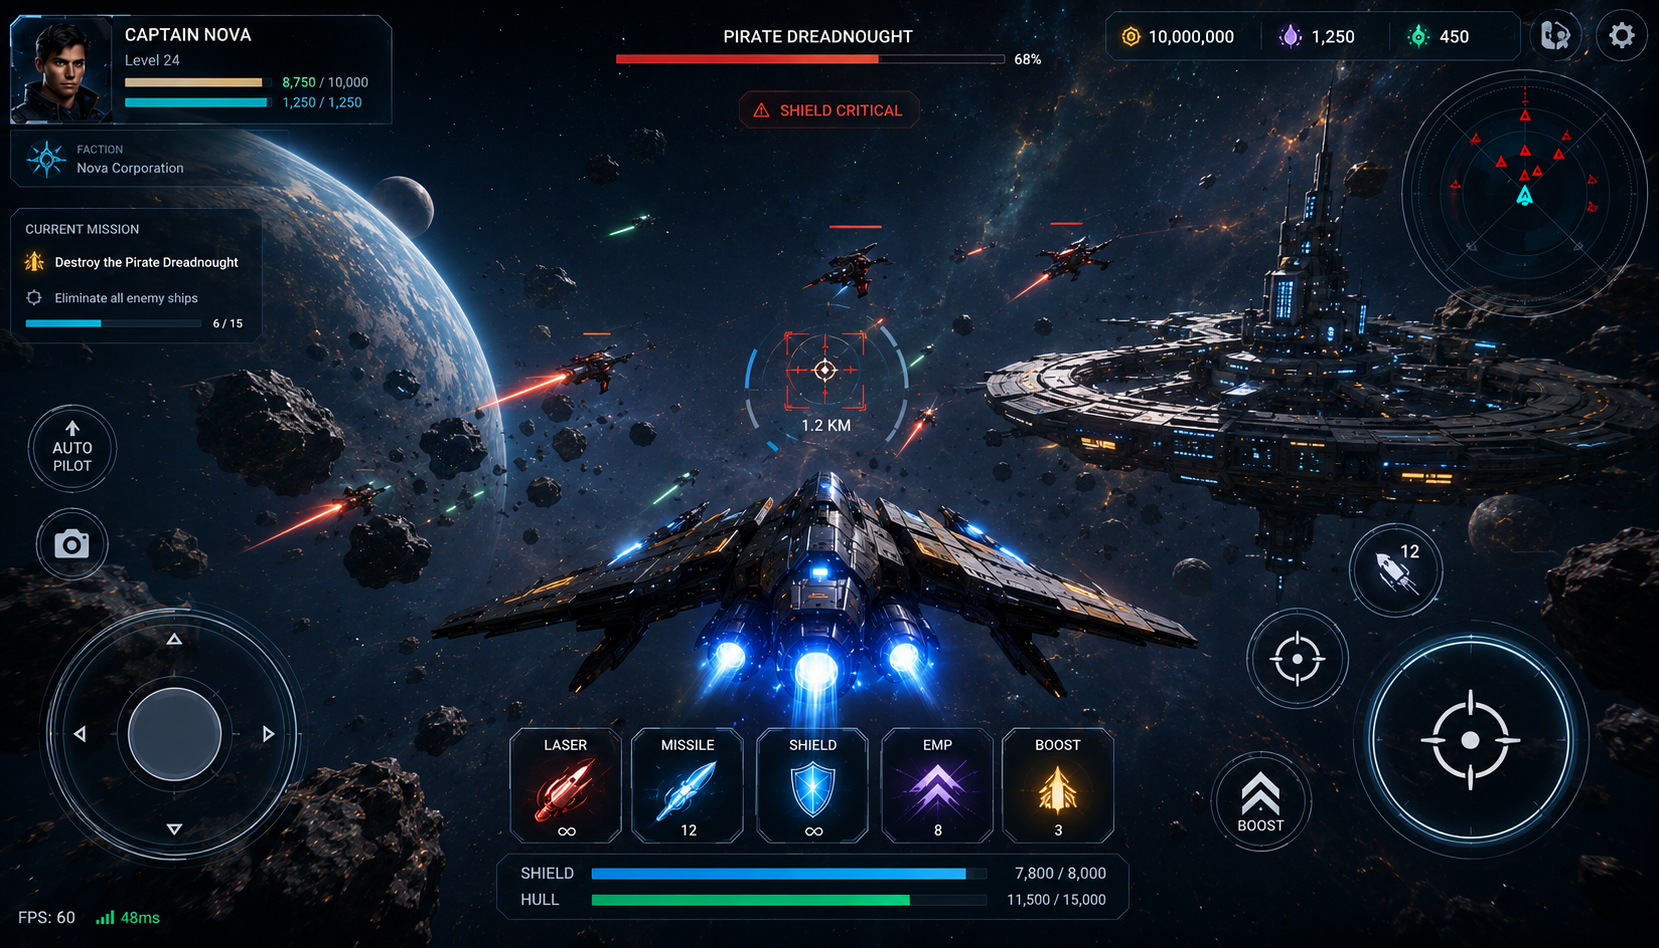 CAPTAIN NOVA
Level 24
8,750 / 10,000
1,250 / 1,250
FACTION
Nova Corporation
CURRENT MISSION
Destroy the Pirate Dreadnought
Eliminate all enemy ships
6 / 15
PIRATE DREADNOUGHT
68%
SHIELD CRITICAL
10,000,000
1,250
450
1.2 KM
AUTO
PILOT
12
BOOST
LASER
∞
MISSILE
12
SHIELD
∞
EMP
8
BOOST
3
SHIELD
7,800 / 8,000
HULL
11,500 / 15,000
FPS: 60
48ms